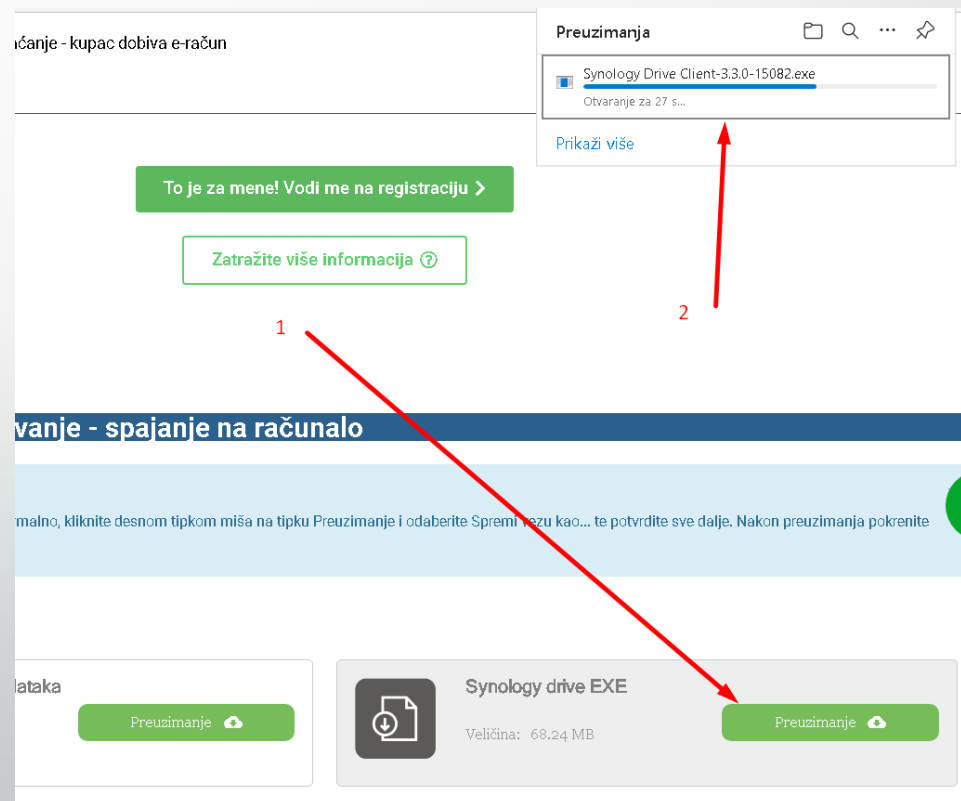 aćanje - kupac dobiva e-račun
Preuzimanja
Synology Drive Client-3.3.0-15082.exe
Otvaranje za 27 s...
Prikaži više
To je za mene! Vodi me na registraciju
Zatražite više informacija
1
2
vanje - spajanje na računalo
rmalno, kliknite desnom tipkom miša na tipku Preuzimanje i odaberite Spremi vezu kao... te potvrdite sve dalje. Nakon preuzimanja pokrenite
lataka
Preuzimanje
Synology drive EXE
Veličina: 68.24 MB
Preuzimanje